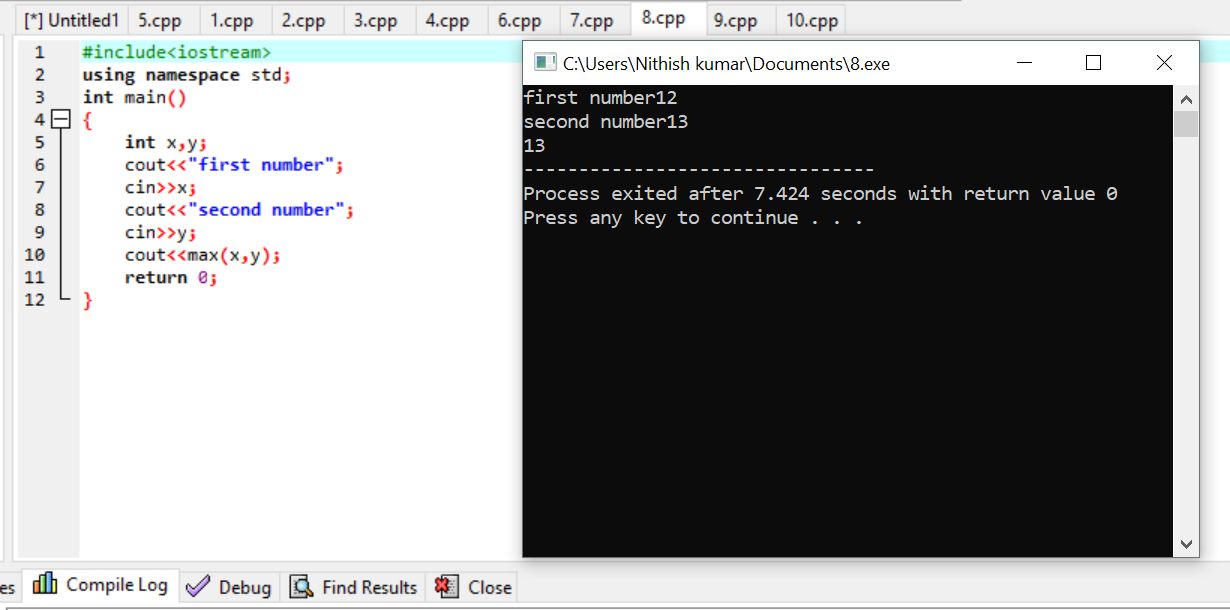 [*] Untitled1 5.cpp 1.cpp 2.cpp 3.cpp 4.cpp 6.cpp 7.cpp 8.cpp 9.cpp 10.cpp
1 #include<iostream>
2 using namespace std;
3 int main()
4 {
5 int x,y;
6 cout<<"first number";
7 cin>>x;
8 cout<<"second number";
9 cin>>y;
10 cout<<max(x,y);
11 return 0;
12 }
C:\Users\Nithish kumar\Documents\8.exe
first number12
second number13
13
--------------------------------
Process exited after 7.424 seconds with return value 0
Press any key to continue . . .
es Compile Log Debug Find Results Close